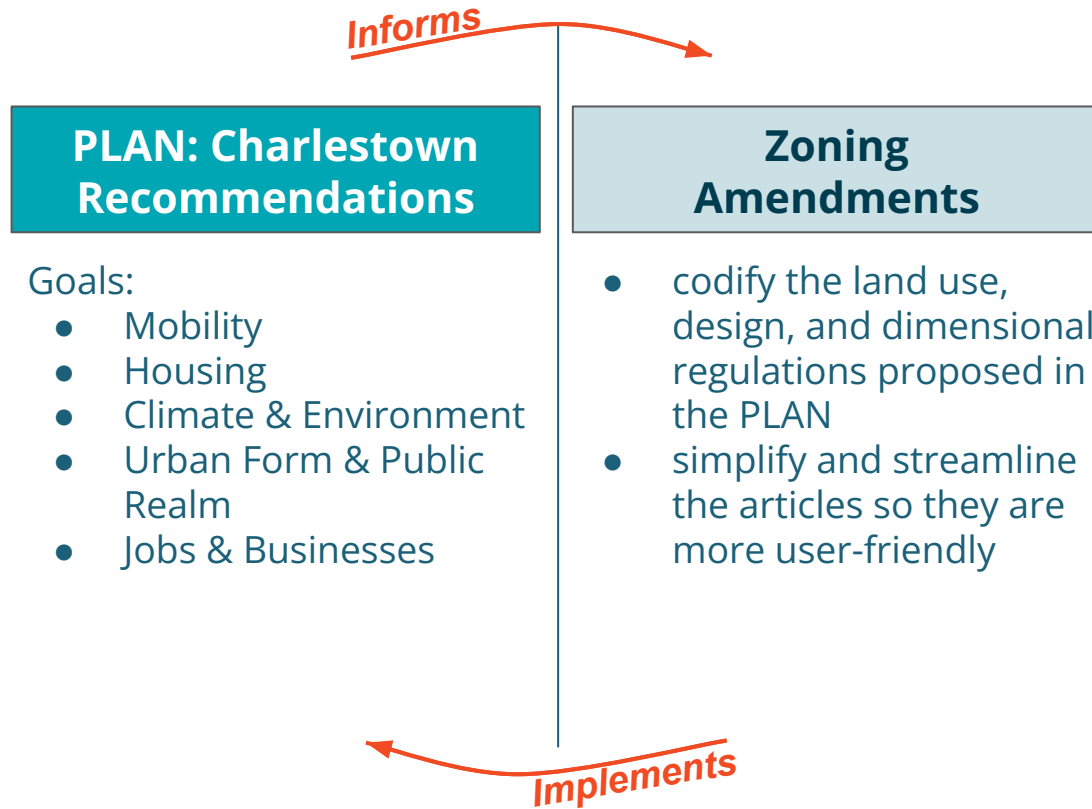 Informs
PLAN: Charlestown
Recommendations
Goals:
● Mobility
● Housing
● Climate & Environment
● Urban Form & Public
Realm
● Jobs & Businesses
Zoning
Amendments
● codify the land use,
design, and dimensional
regulations proposed in
the PLAN
● simplify and streamline
the articles so they are
more user-friendly
Implements